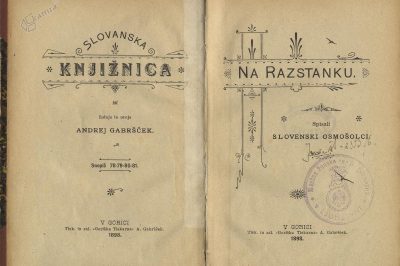 SLOVANSKA
KNJIŽNICA
Izdaja in ureja
ANDREJ GABRŠČEK.
Snopič 78-79-80-81.
V GORICI
Tisk. in zal. »Goriška Tiskarna« A. Gabršček.
1898.
NA RAZSTANKU.
Spisali
SLOVENSKI OSMOŠOLCI.
V GORICI
Tisk. in zal. »Goriška Tiskarna« A. Gabršček.
1898.